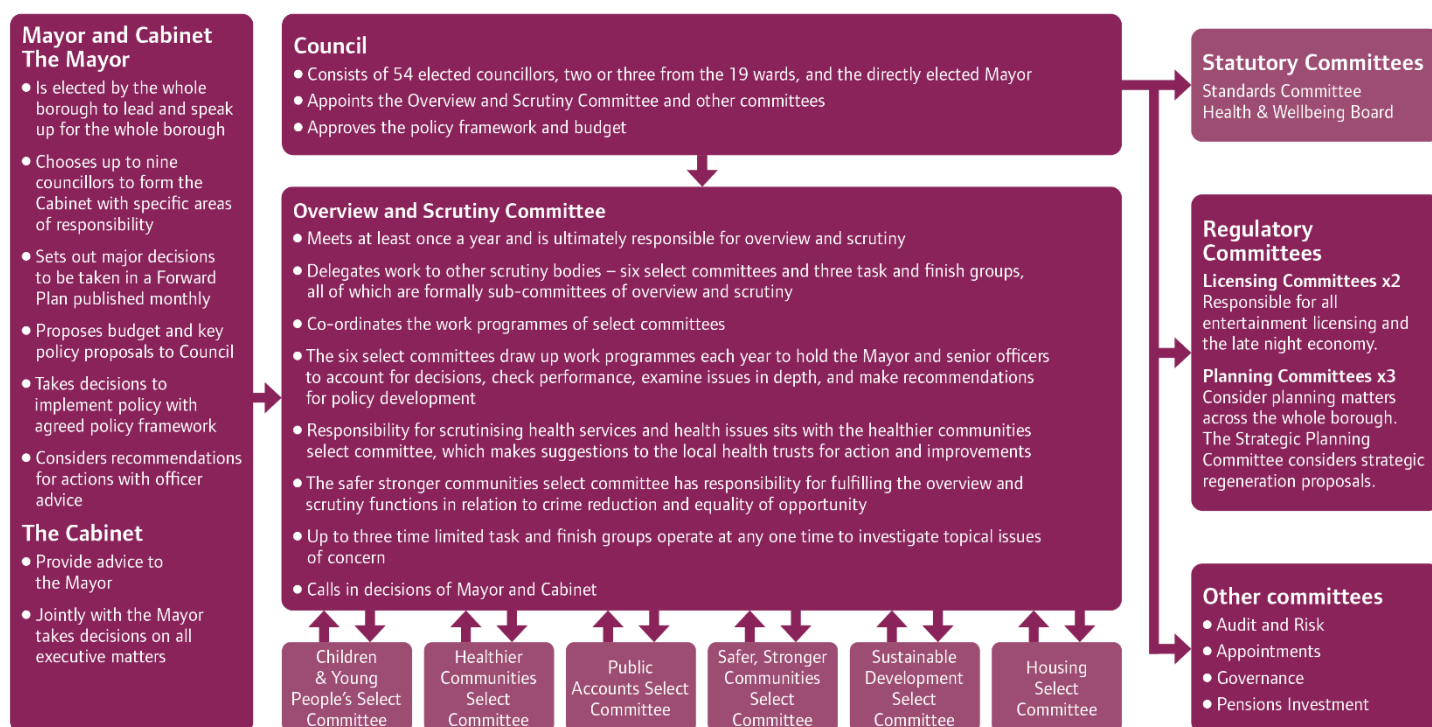 Mayor and Cabinet
The Mayor
● Is elected by the whole
borough to lead and speak
up for the whole borough
● Chooses up to nine
councillors to form the
Cabinet with specific areas
of responsibility
● Sets out major decisions
to be taken in a Forward
Plan published monthly
● Proposes budget and key
policy proposals to Council
● Takes decisions to
implement policy with
agreed policy framework
● Considers recommendations
for actions with officer
advice
The Cabinet
● Provide advice to
the Mayor
● Jointly with the Mayor
takes decisions on all
executive matters
Council
● Consists of 54 elected councillors, two or three from the 19 wards, and the directly elected Mayor
● Appoints the Overview and Scrutiny Committee and other committees
● Approves the policy framework and budget
Overview and Scrutiny Committee
● Meets at least once a year and is ultimately responsible for overview and scrutiny
● Delegates work to other scrutiny bodies – six select committees and three task and finish groups,
all of which are formally sub-committees of overview and scrutiny
● Co-ordinates the work programmes of select committees
● The six select committees draw up work programmes each year to hold the Mayor and senior officers
to account for decisions, check performance, examine issues in depth, and make recommendations
for policy development
● Responsibility for scrutinising health services and health issues sits with the healthier communities
select committee, which makes suggestions to the local health trusts for action and improvements
● The safer stronger communities select committee has responsibility for fulfilling the overview and
scrutiny functions in relation to crime reduction and equality of opportunity
● Up to three time limited task and finish groups operate at any one time to investigate topical issues
of concern
● Calls in decisions of Mayor and Cabinet
Children
& Young
People's Select
Committee
Healthier
Communities
Select
Committee
Public
Accounts Select
Committee
Safer, Stronger
Communities
Select
Committee
Sustainable
Development
Select
Committee
Housing
Select
Committee
Statutory Committees
Standards Committee
Health & Wellbeing Board
Regulatory
Committees
Licensing Committees x2
Responsible for all
entertainment licensing and
the late night economy.
Planning Committees x3
Consider planning matters
across the whole borough.
The Strategic Planning
Committee considers strategic
regeneration proposals.
Other committees
● Audit and Risk
● Appointments
● Governance
● Pensions Investment